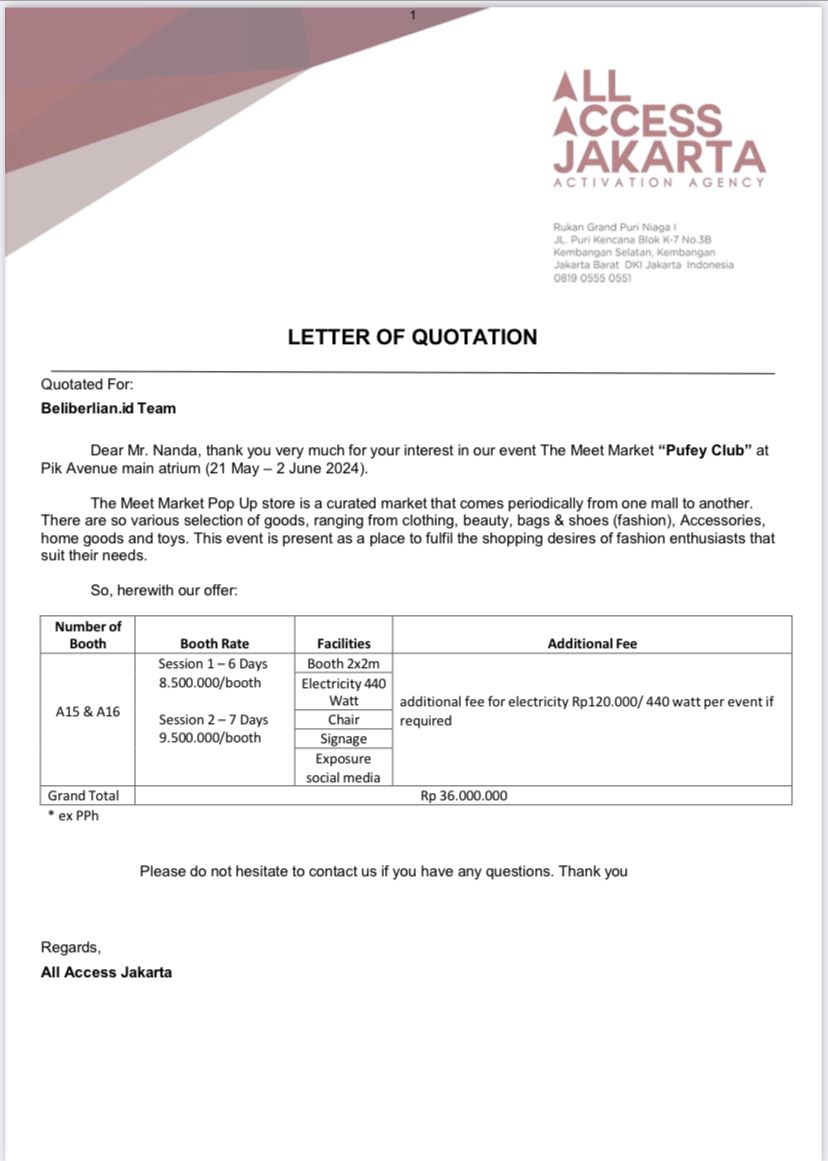 1
ALL
ACCESS
JAKARTA
ACTIVATION AGENCY
Rukan Grand Puri Niaga I
JL. Puri Kencana Blok K-7 No.3B
Kembangan Selatan, Kembangan
Jakarta Barat DKI Jakarta Indonesia
0819 0555 0551
LETTER OF QUOTATION
Quotated For:
Beliberlian.id Team
Dear Mr. Nanda, thank you very much for your interest in our event The Meet Market “Pufey Club” at
Pik Avenue main atrium (21 May – 2 June 2024).
The Meet Market Pop Up store is a curated market that comes periodically from one mall to another.
There are so various selection of goods, ranging from clothing, beauty, bags & shoes (fashion), Accessories,
home goods and toys. This event is present as a place to fulfil the shopping desires of fashion enthusiasts that
suit their needs.
So, herewith our offer:
Number of
Booth
Booth Rate
Facilities
Additional Fee
A15 & A16
Session 1 – 6 Days
8.500.000/booth
Session 2 – 7 Days
9.500.000/booth
Booth 2x2m
Electricity 440
Watt
Chair
Signage
Exposure
social media
additional fee for electricity Rp120.000/ 440 watt per event if
required
Grand Total
Rp 36.000.000
* ex PPh
Please do not hesitate to contact us if you have any questions. Thank you
Regards,
All Access Jakarta